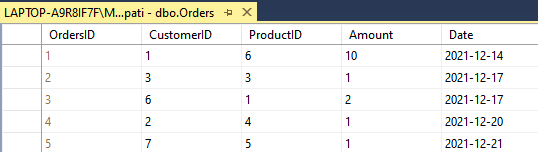 LAPTOP-A9R8IF7F\M...pati - dbo.Orders
OrdersID CustomerID ProductID Amount Date
1 1 6 10 2021-12-14
2 3 3 1 2021-12-17
3 6 1 2 2021-12-17
4 2 4 1 2021-12-20
5 7 5 1 2021-12-21